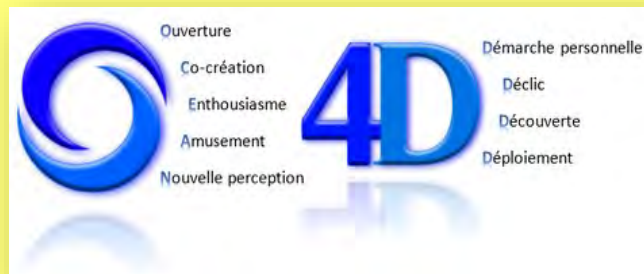 Ouverture
Co-création
Enthousiasme
Amusement
Nouvelle perception
4D
Démarche personnelle
Déclic
Découverte
Déploiement